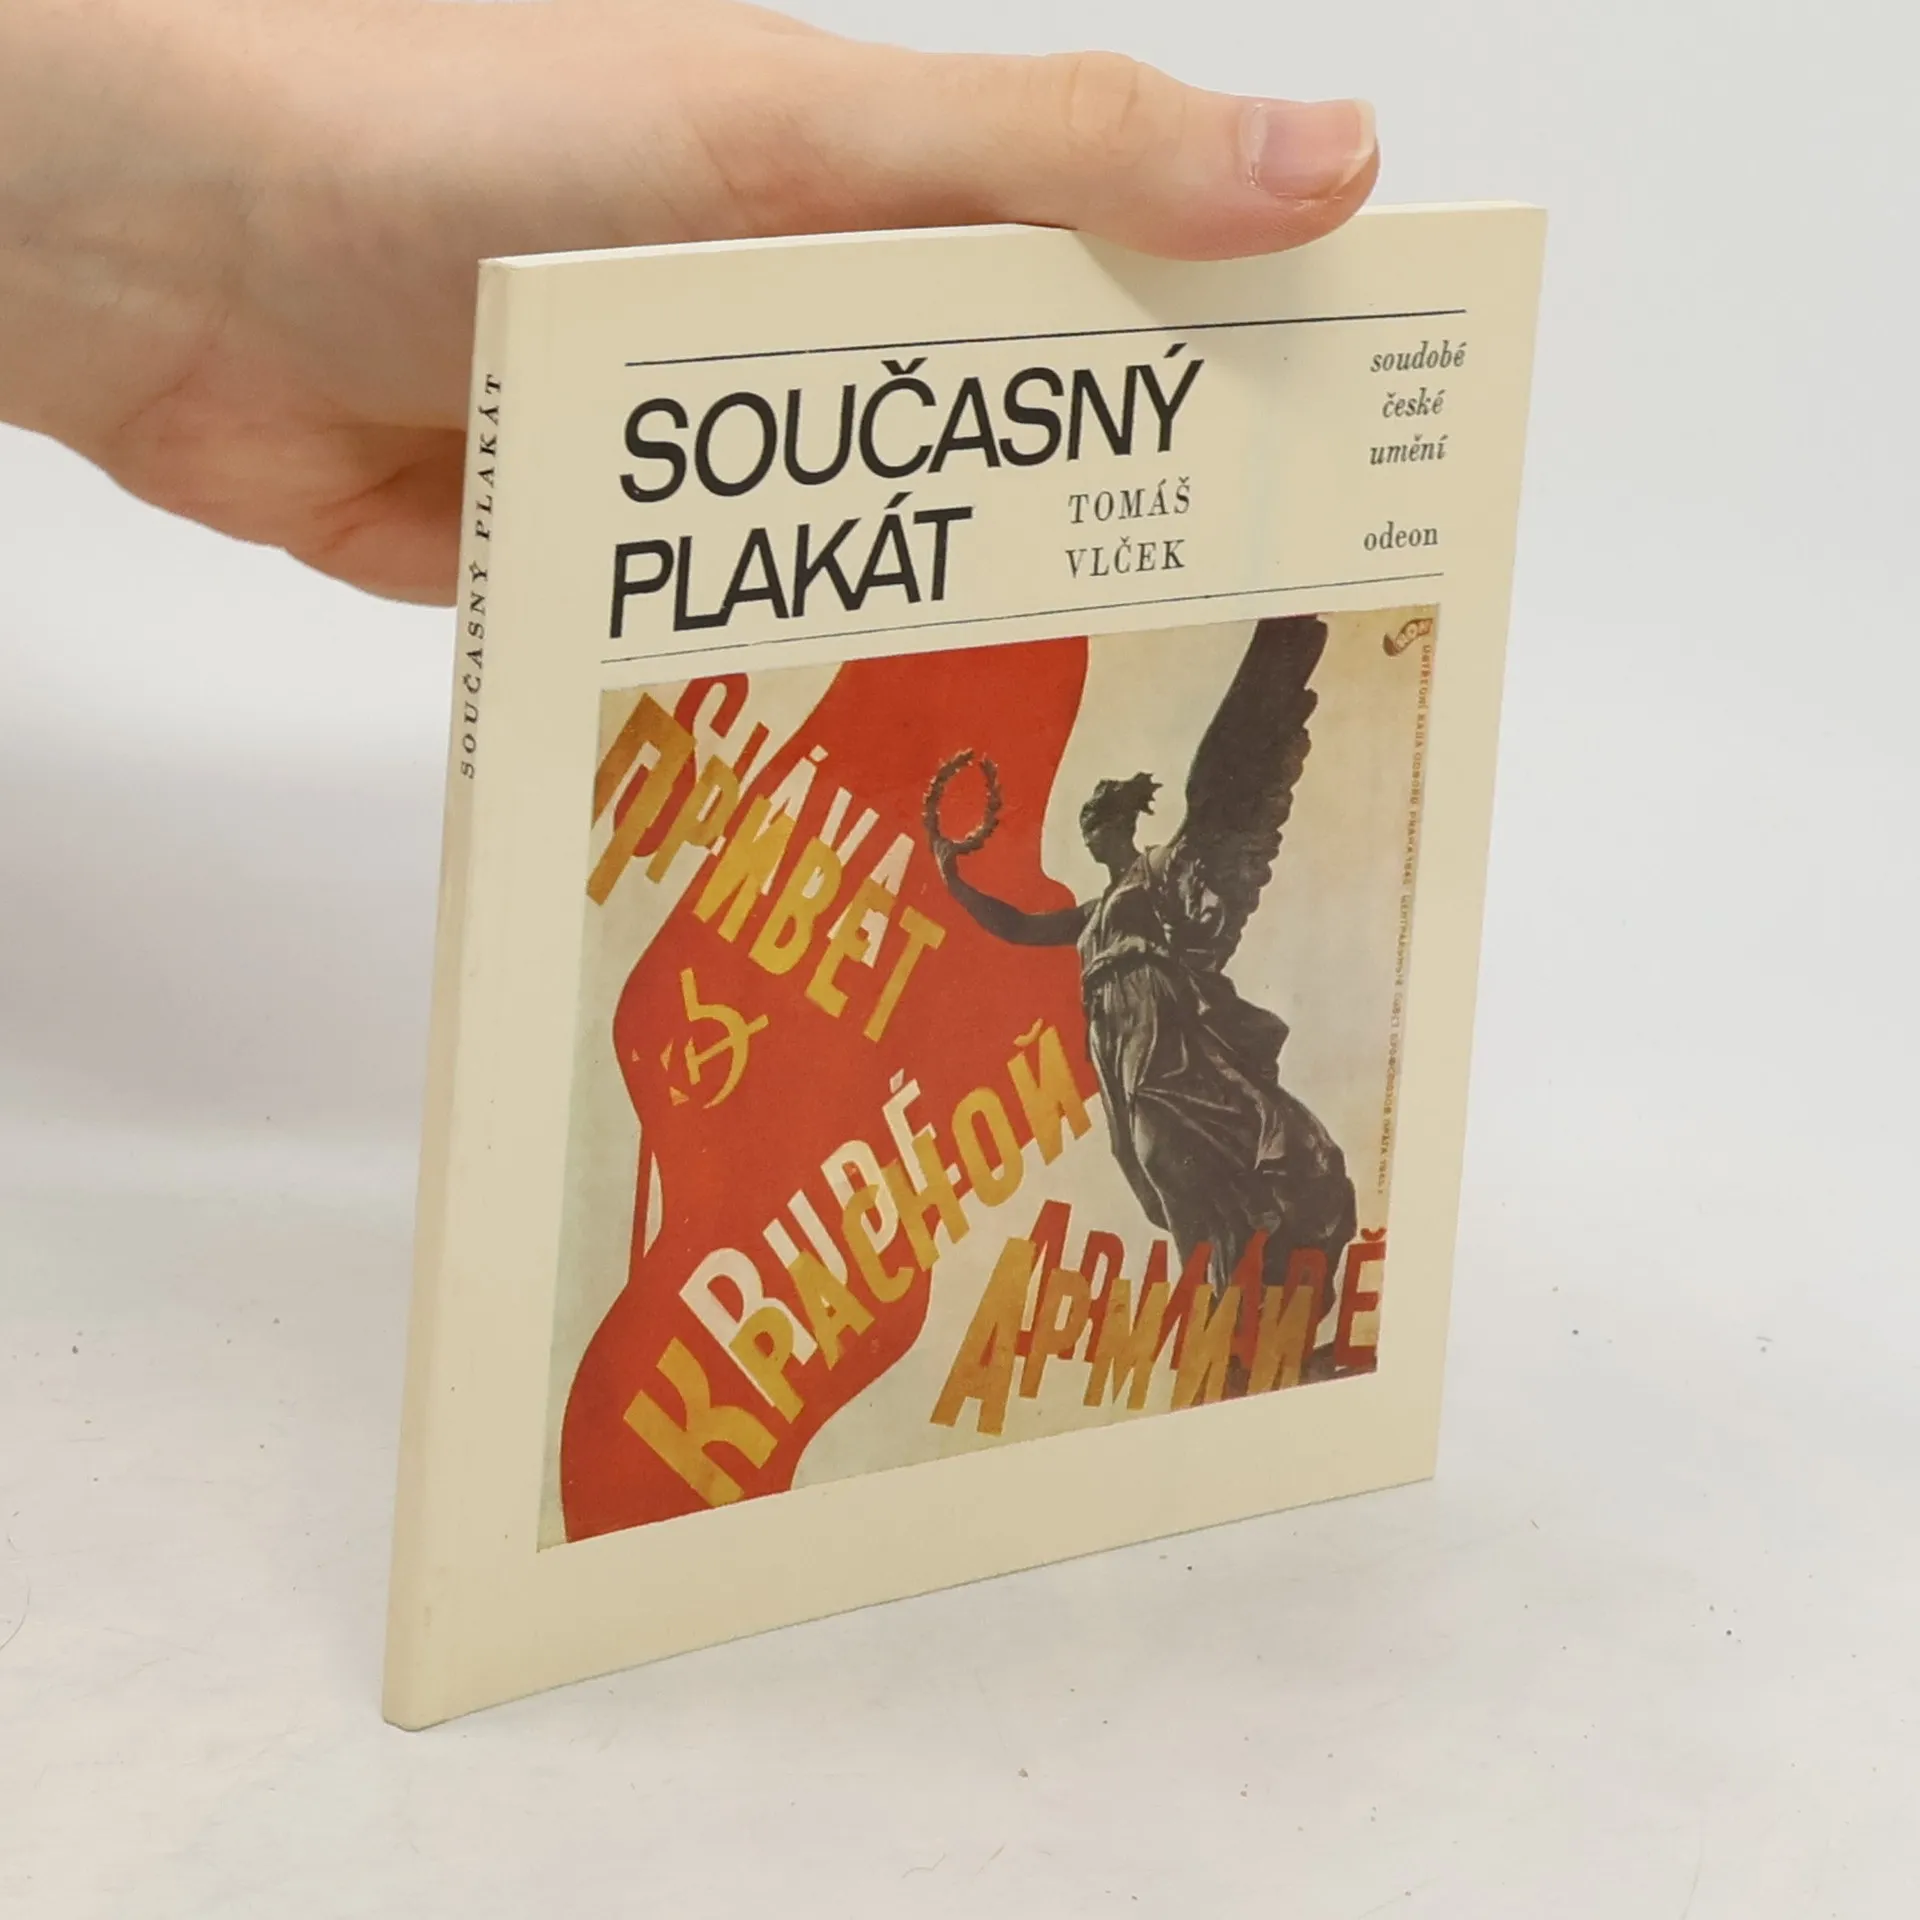 SOUČASNÝ PLAKÁT
SOUČASNÝ
PLAKÁT
TOMÁŠ
VLČEK
soudobé
české
umění
odeon
SLÁVA
ПРИВЕТ
RUDÉ
КРАСНОЙ
ARMÁDĚ
АРМИИ